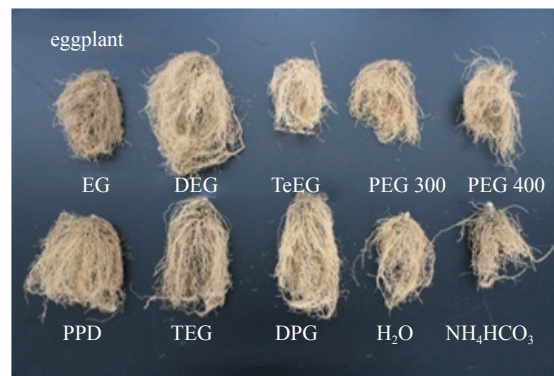 eggplant
EG DEG TeEG PEG 300 PEG 400
PPD TEG DPG H₂O NH₄HCO₃